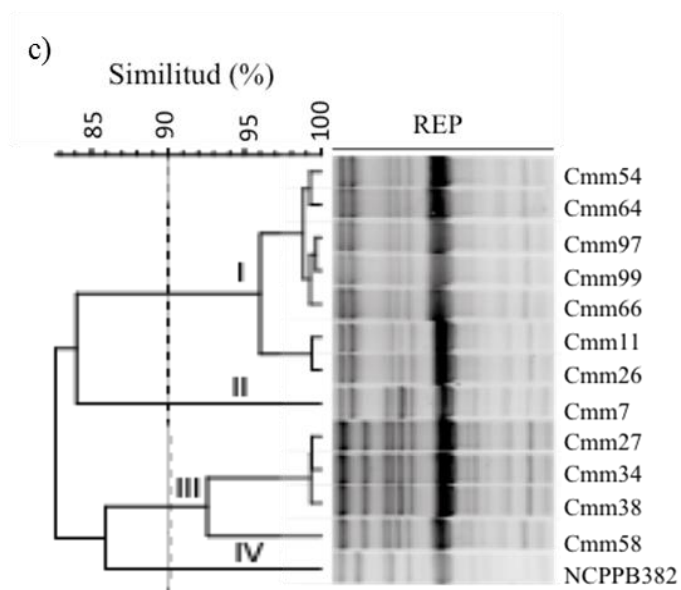 c)
Similitud (%)
85 90 95 100
REP
Cmm54
Cmm64
Cmm97
Cmm99
Cmm66
Cmm11
Cmm26
Cmm7
Cmm27
Cmm34
Cmm38
Cmm58
NCPPB382
I
II
III
IV